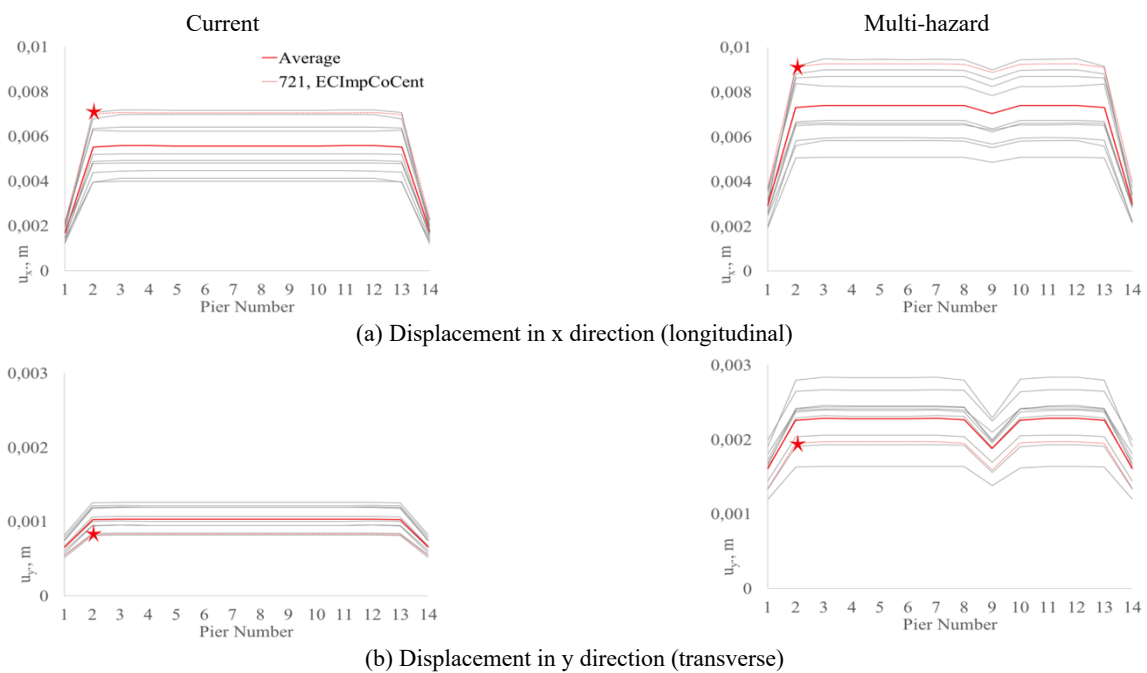 Current
Multi-hazard
0,01
0,008
0,006
0,004
0,002
0
Average
721, ECImpCoCent
uₓ., m
1 2 3 4 5 6 7 8 9 10 11 12 13 14
Pier Number
0,01
0,008
0,006
0,004
0,002
0
uₓ., m
1 2 3 4 5 6 7 8 9 10 11 12 13 14
Pier Number
(a) Displacement in x direction (longitudinal)
0,003
0,002
0,001
0
u_y., m
1 2 3 4 5 6 7 8 9 10 11 12 13 14
Pier Number
0,003
0,002
0,001
0
u_y., m
1 2 3 4 5 6 7 8 9 10 11 12 13 14
Pier Number
(b) Displacement in y direction (transverse)